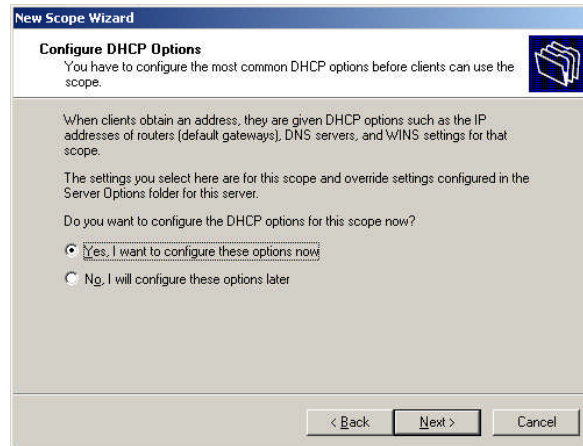 New Scope Wizard
Configure DHCP Options
You have to configure the most common DHCP options before clients can use the
scope.
When clients obtain an address, they are given DHCP options such as the IP
addresses of routers (default gateways), DNS servers, and WINS settings for that
scope.
The settings you select here are for this scope and override settings configured in the
Server Options folder for this server.
Do you want to configure the DHCP options for this scope now?
Yes, I want to configure these options now
No, I will configure these options later
< Back
Next >
Cancel